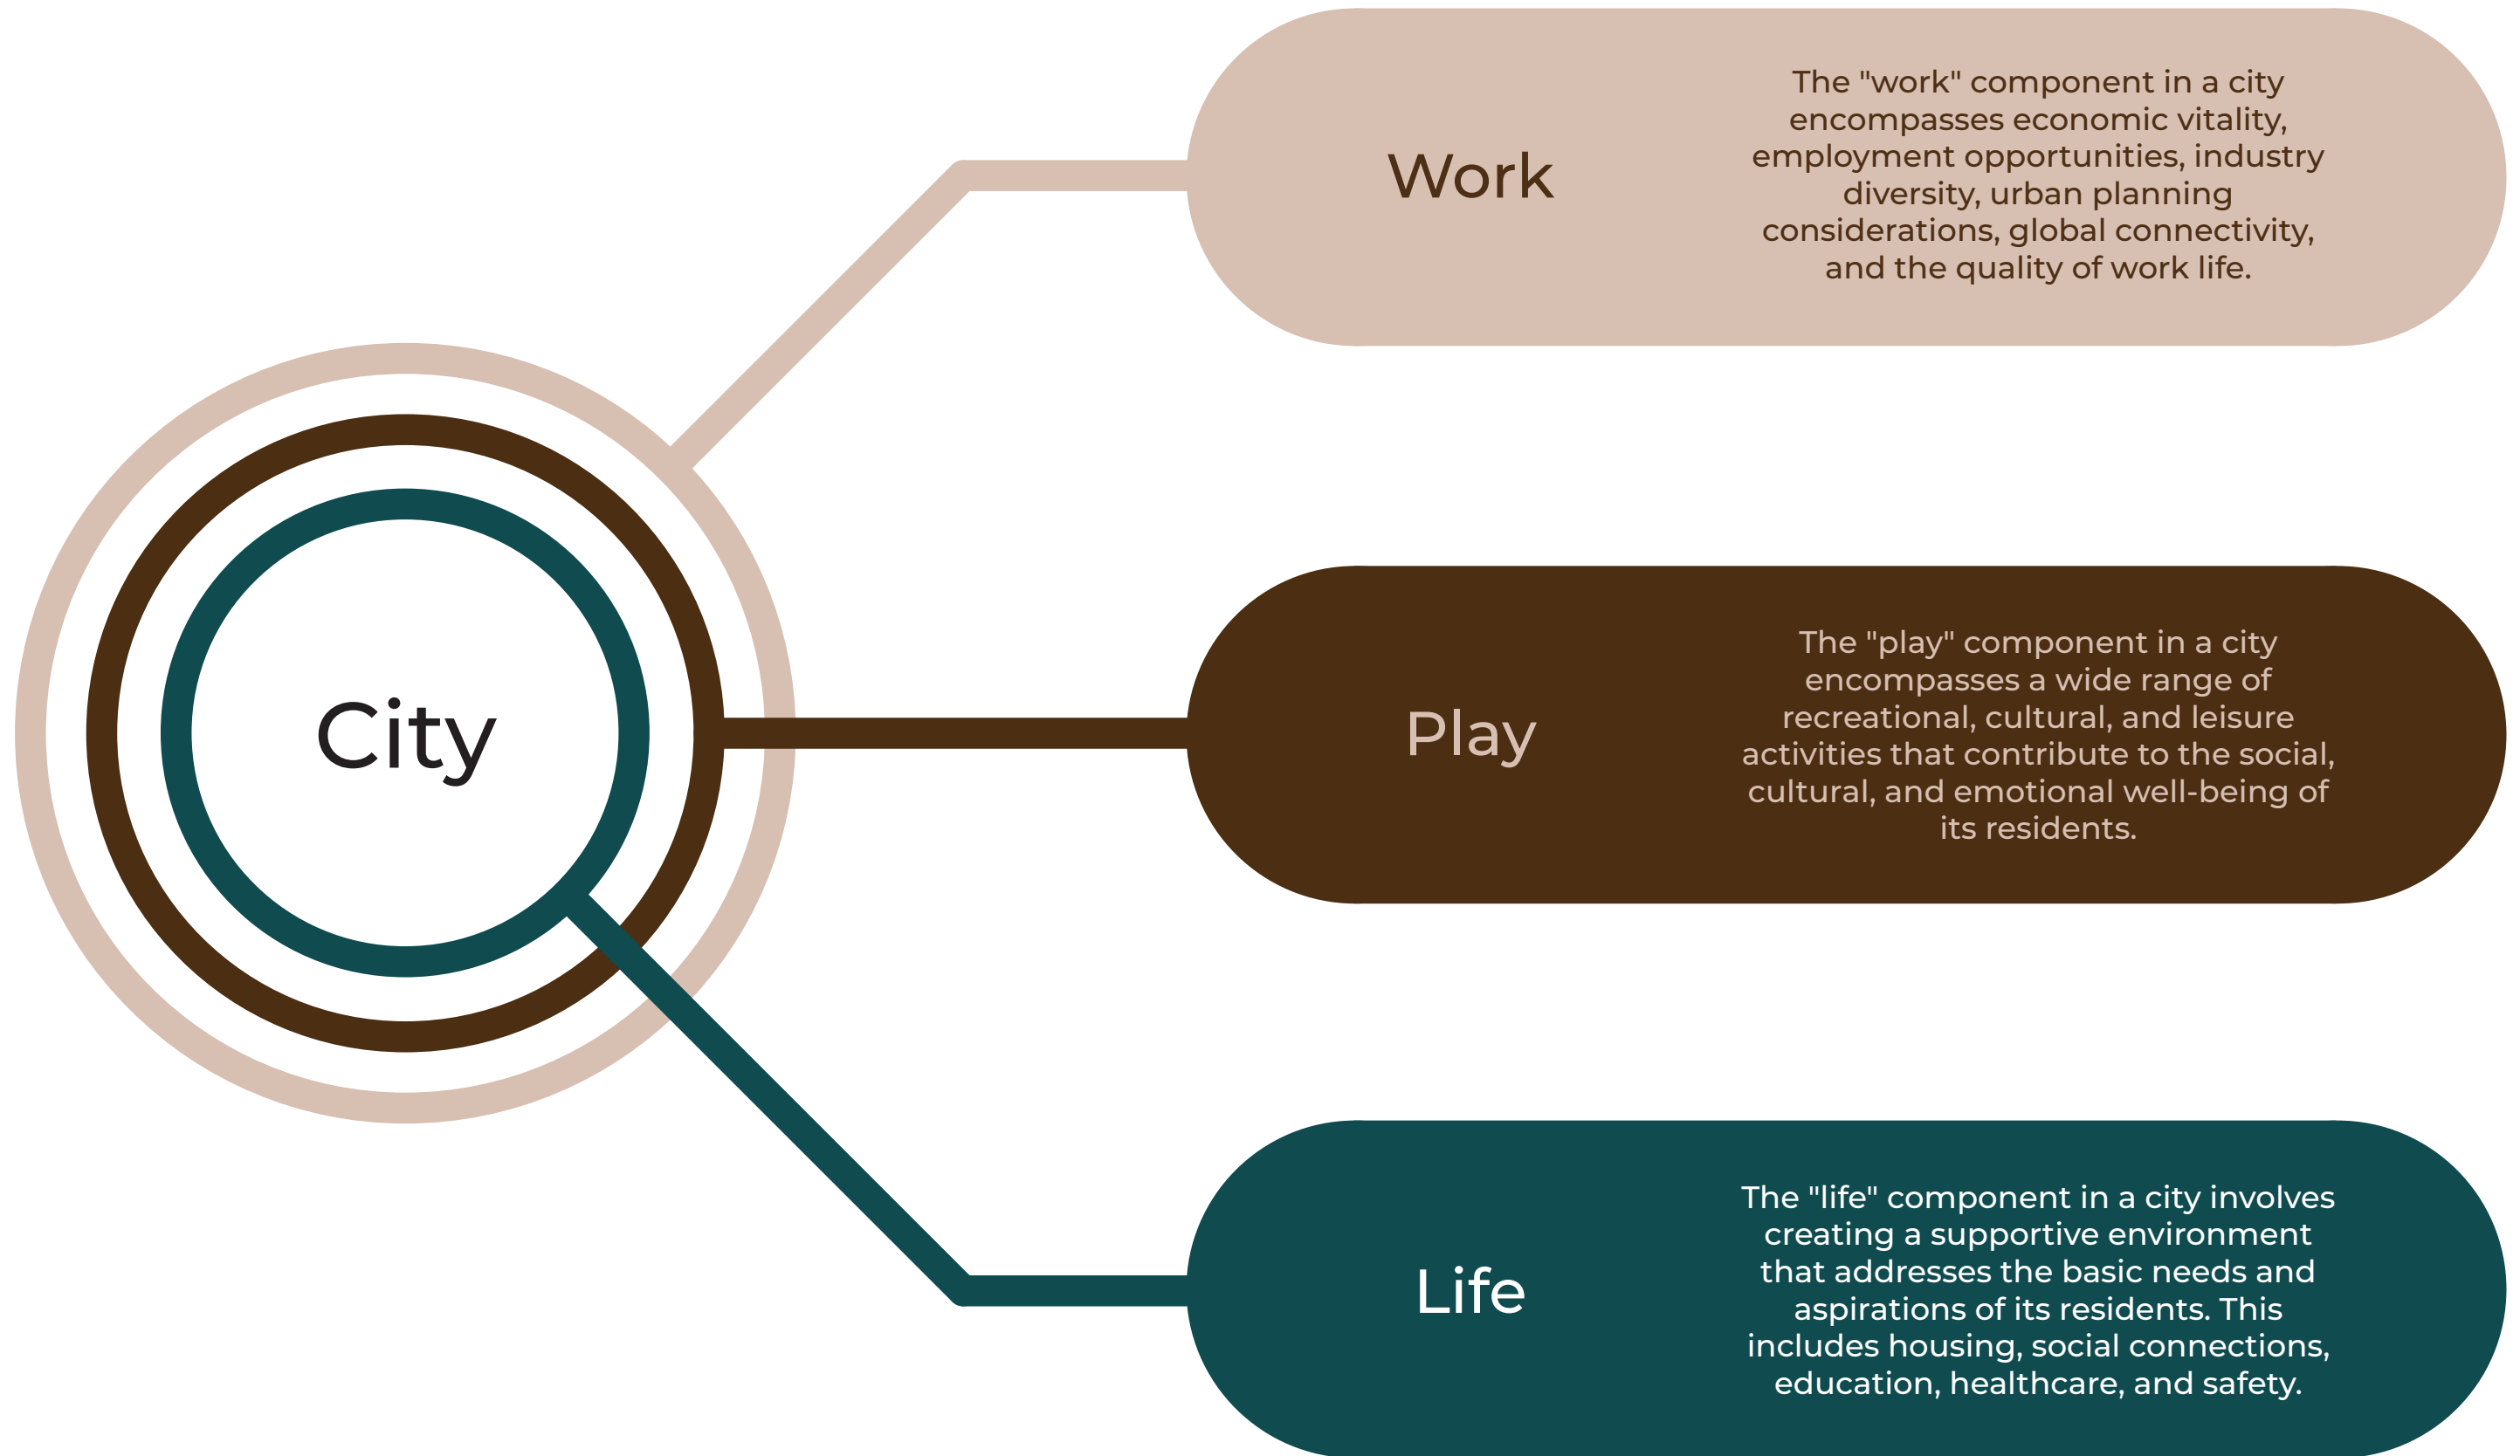 City
Work
The "work" component in a city
encompasses economic vitality,
employment opportunities, industry
diversity, urban planning
considerations, global connectivity,
and the quality of work life.
Play
The "play" component in a city
encompasses a wide range of
recreational, cultural, and leisure
activities that contribute to the social,
cultural, and emotional well-being of
its residents.
Life
The "life" component in a city involves
creating a supportive environment
that addresses the basic needs and
aspirations of its residents. This
includes housing, social connections,
education, healthcare, and safety.